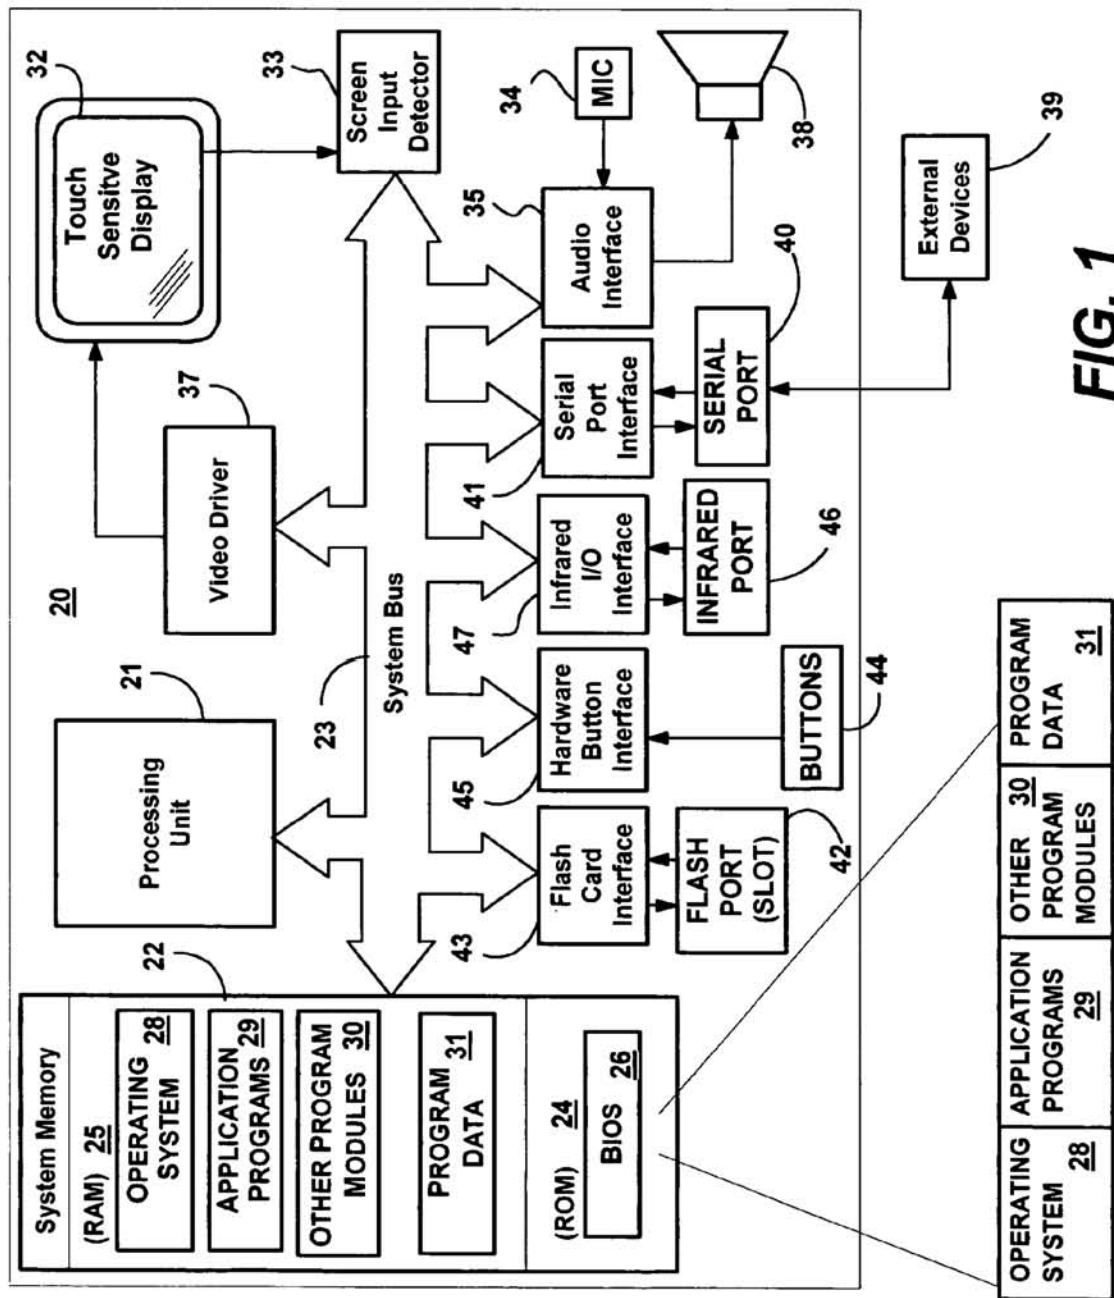 20
System Memory
(RAM) 25
OPERATING
SYSTEM 28
APPLICATION
PROGRAMS 29
OTHER PROGRAM
MODULES 30
PROGRAM
DATA 31
(ROM) 24
BIOS 26
22
Processing
Unit
21
Video Driver
37
Touch
Sensitve
Display
32
Screen
Input
Detector
33
23
System Bus
43
Flash
Card
Interface
45
Hardware
Button
Interface
47
Infrared
I/O
Interface
41
Serial
Port
Interface
35
Audio
Interface
34
MIC
38
FLASH
PORT
(SLOT)
42
BUTTONS
44
INFRARED
PORT
46
SERIAL
PORT
40
External
Devices
39
OPERATING
SYSTEM 28
APPLICATION
PROGRAMS
29
OTHER 30
PROGRAM
MODULES
PROGRAM
DATA
31
FIG. 1